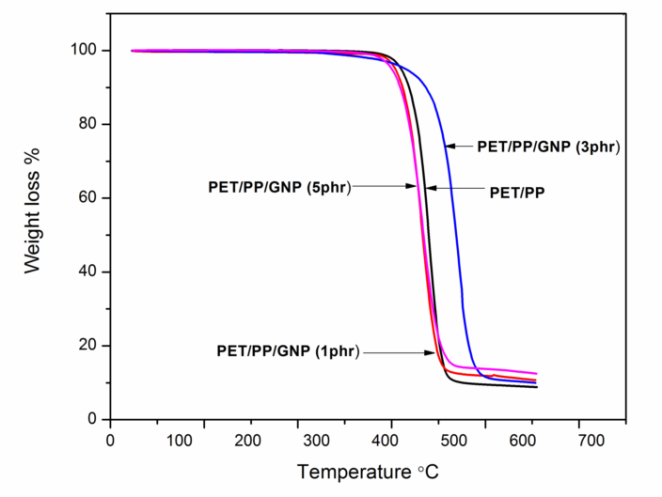 100
80
60
40
20
0
Weight loss %
PET/PP/GNP (3phr)
PET/PP/GNP (5phr)
PET/PP
PET/PP/GNP (1phr)
0 100 200 300 400 500 600 700
Temperature °C